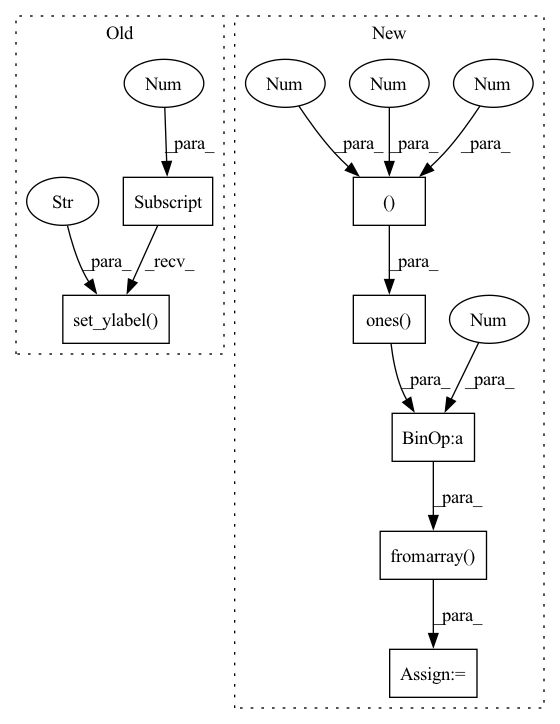 Old
New
Num
Num
Num
Num
_para_
_para_
_para_
_para_
Str
Subscript
()
_para_
_recv_
_para_
set_ylabel()
ones()
Num
_para_
_para_
BinOp:a
_para_
fromarray()
_para_
Assign:=